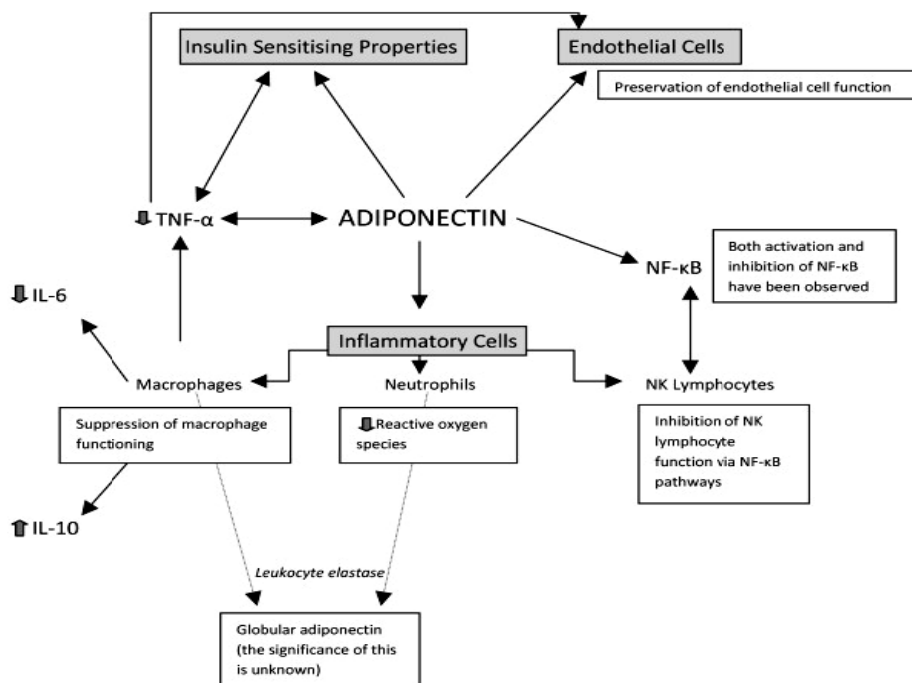 Insulin Sensitising Properties
Endothelial Cells
Preservation of endothelial cell function
TNF-α
ADIPONECTIN
NF-κB
Both activation and
inhibition of NF-κB
have been observed
IL-6
Inflammatory Cells
Macrophages
Neutrophils
NK Lymphocytes
Suppression of macrophage
functioning
Reactive oxygen
species
Inhibition of NK
lymphocyte
function via NF-κB
pathways
IL-10
Leukocyte elastase
Globular adiponectin
(the significance of this
is unknown)